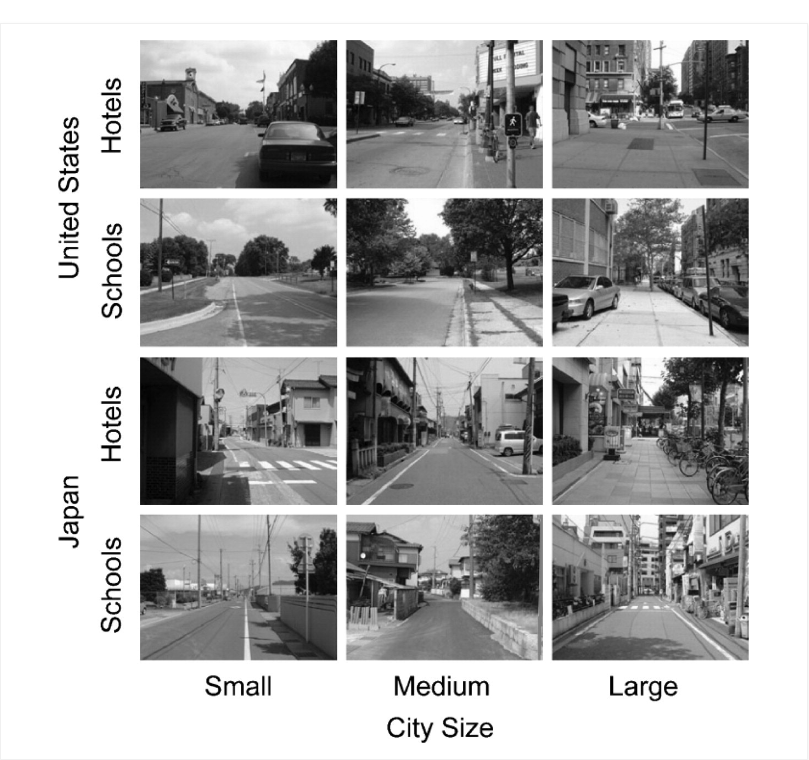 United States
Hotels
Schools
Japan
Hotels
Schools
Small
Medium
Large
City Size